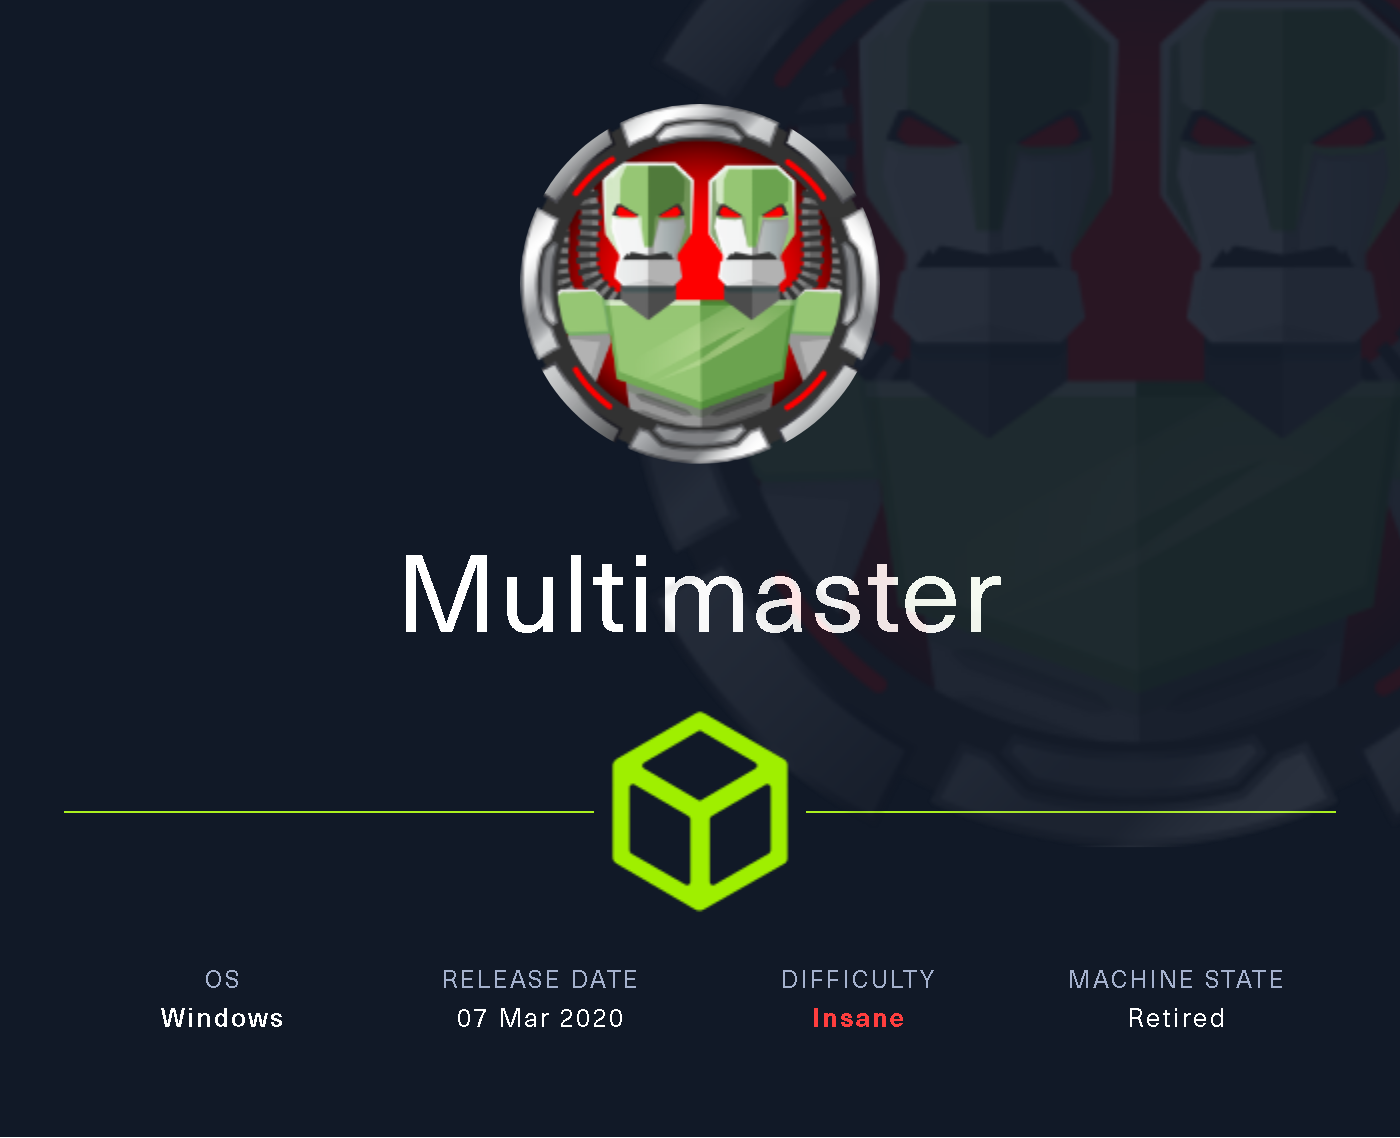 Multimaster
OS
Windows
RELEASE DATE
07 Mar 2020
DIFFICULTY
Insane
MACHINE STATE
Retired